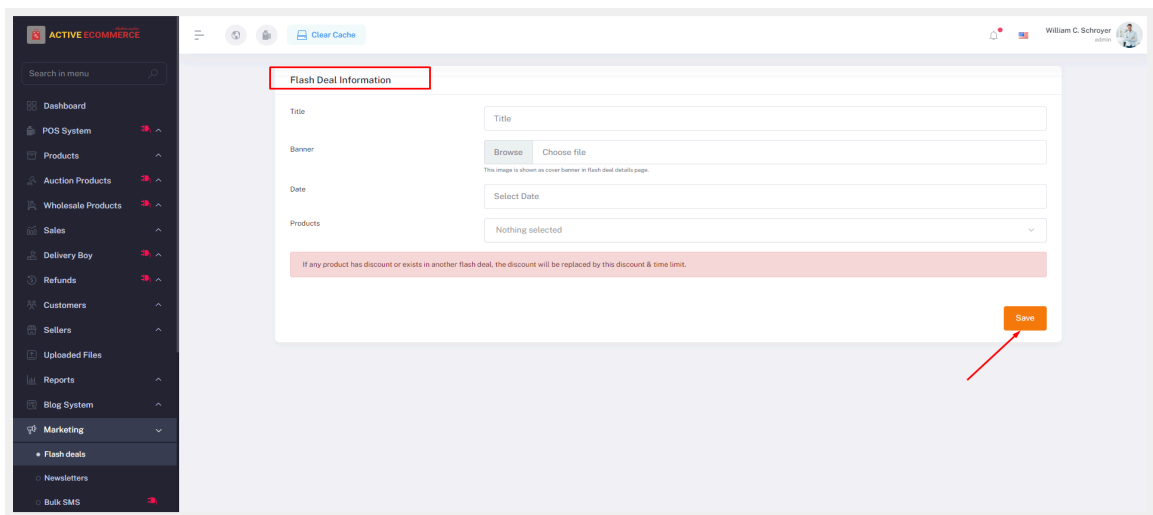 ACTIVE ECOMMERCE
Clear Cache
William C. Schroyer
admin
Search in menu
Dashboard
POS System
Products
Auction Products
Wholesale Products
Sales
Delivery Boy
Refunds
Customers
Sellers
Uploaded Files
Reports
Blog System
Marketing
Flash deals
Newsletters
Bulk SMS
Flash Deal Information
Title
Title
Banner
Browse Choose file
This image is shown as cover banner in flash deal details page.
Date
Select Date
Products
Nothing selected
If any product has discount or exists in another flash deal, the discount will be replaced by this discount & time limit.
Save